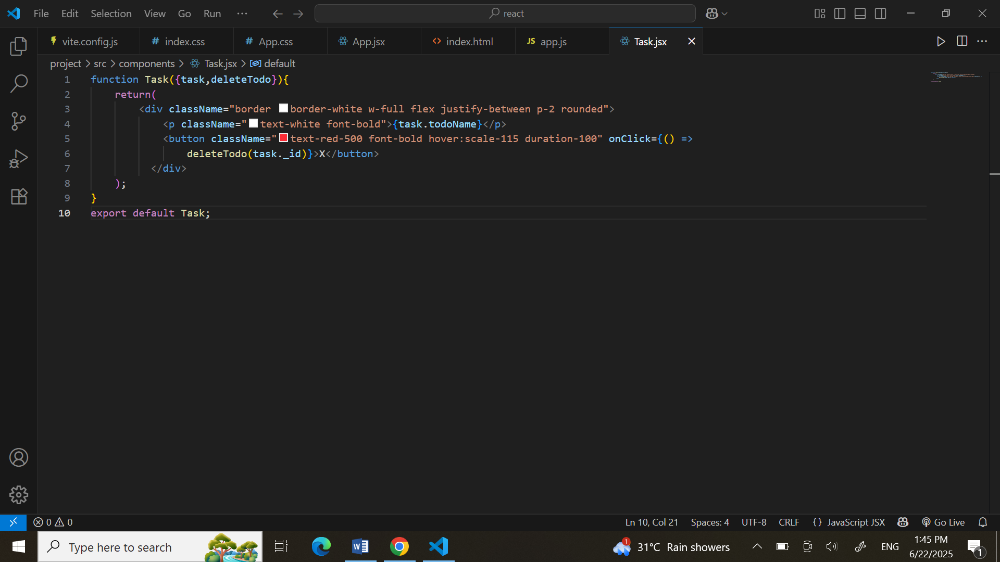 File Edit Selection View Go Run ··· react
vite.config.js # index.css # App.css App.jsx <> index.html JS app.js Task.jsx
project > src > components > Task.jsx > default
1 function Task({task,deleteTodo}){
2 return(
3 <div className="border border-white w-full flex justify-between p-2 rounded">
4 <p className="text-white font-bold">{task.todoName}</p>
5 <button className="text-red-500 font-bold hover:scale-115 duration-100" onClick={() =>
6 deleteTodo(task._id)}>X</button>
7 </div>
8 );
9 }
10 export default Task;
0 0 Ln 10, Col 21 Spaces: 4 UTF-8 CRLF {} JavaScript JSX Go Live
Type here to search 1 31°C Rain showers ENG 1:45 PM
6/22/2025 1